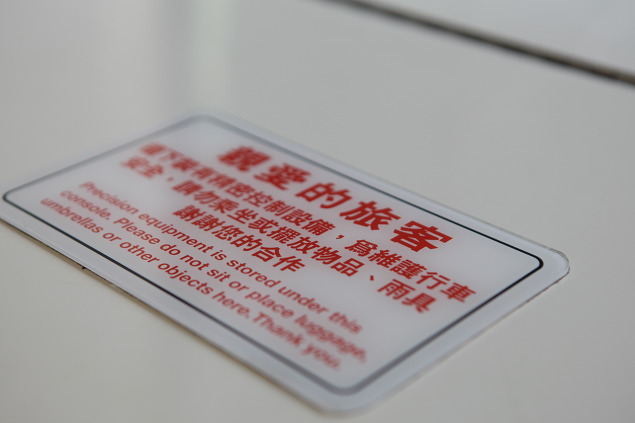 親愛的旅客
檯下設有精密控制設備，為維護行車
安全，請勿乘坐或擺放物品、雨具
謝謝您的合作
Precision equipment is stored under this
console. Please do not sit or place luggage,
umbrellas or other objects here.Thank you.